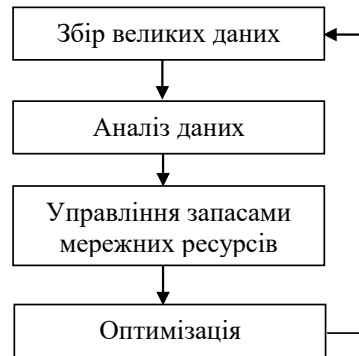 Збір великих даних
Аналіз даних
Управління запасами
мережних ресурсів
Оптимізація